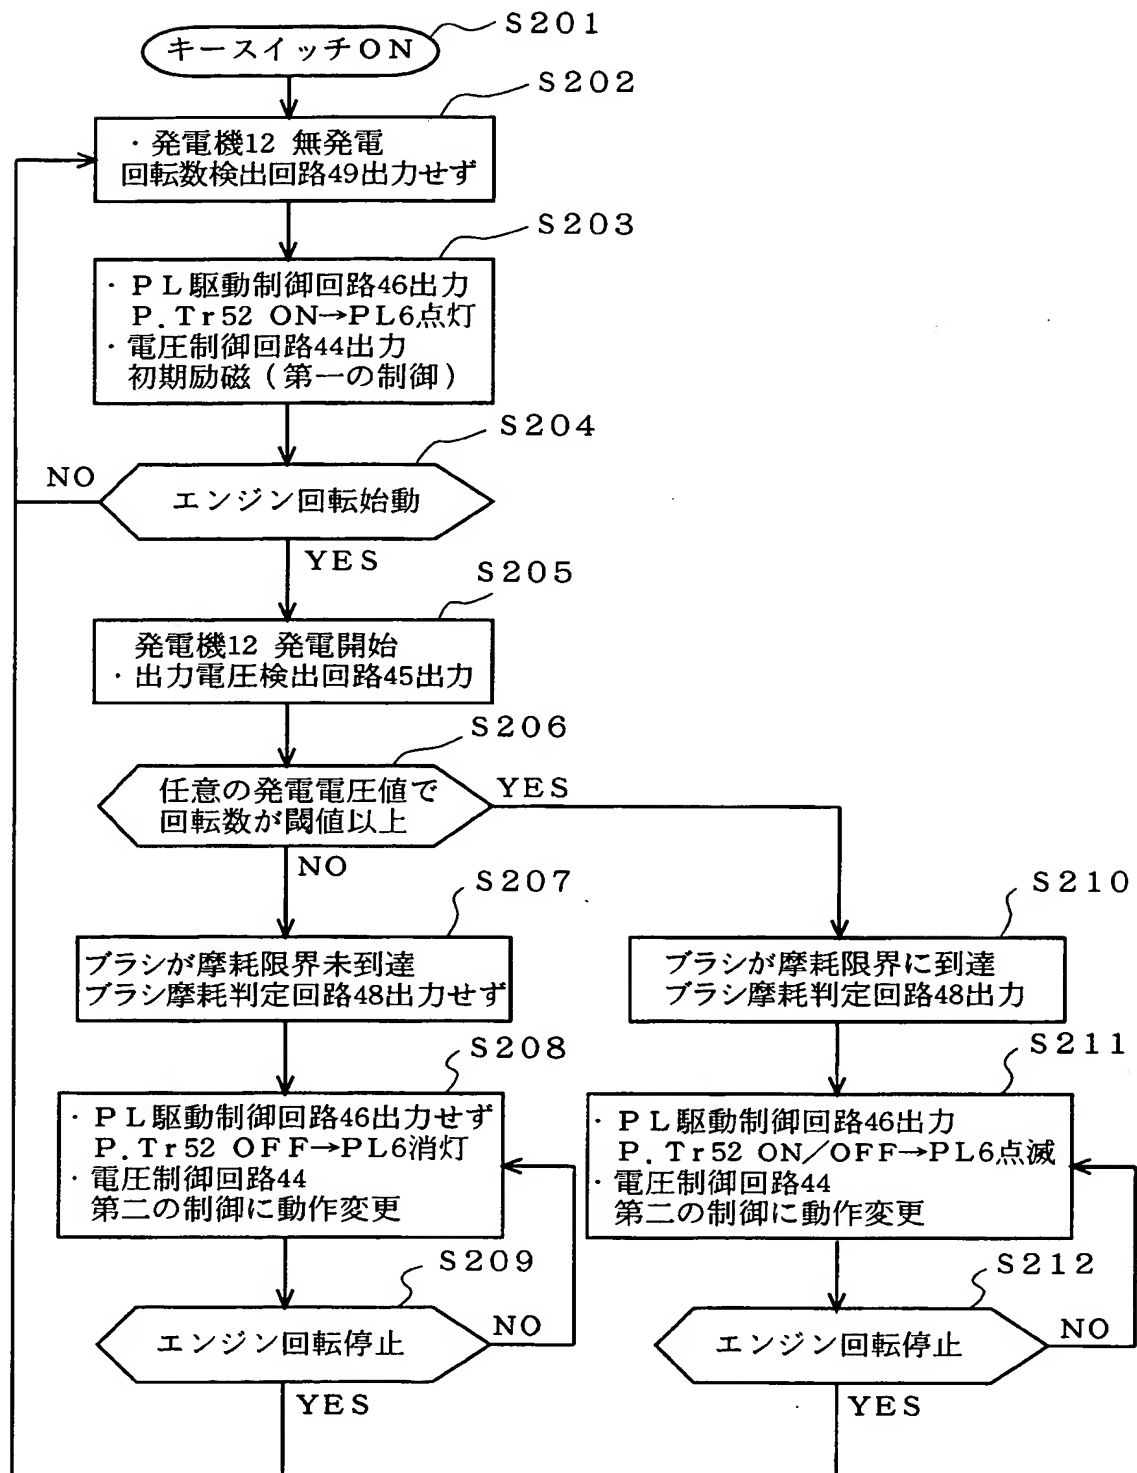 S201
キースイッチON
S202
・発電機12 無発電
回転数検出回路49出力せず
S203
・PL駆動制御回路46出力
P.Tr52 ON→PL6点灯
・電圧制御回路44出力
初期励磁(第一の制御)
S204
NO
エンジン回転始動
YES
S205
発電機12 発電開始
・出力電圧検出回路45出力
S206
任意の発電電圧値で
回転数が閾値以上
YES
NO
S207
ブラシが摩耗限界未到達
ブラシ摩耗判定回路48出力せず
S210
ブラシが摩耗限界に到達
ブラシ摩耗判定回路48出力
S208
・PL駆動制御回路46出力せず
P.Tr52 OFF→PL6消灯
・電圧制御回路44
第二の制御に動作変更
S211
・PL駆動制御回路46出力
P.Tr52 ON/OFF→PL6点滅
・電圧制御回路44
第二の制御に動作変更
S209
エンジン回転停止
NO
YES
S212
エンジン回転停止
NO
YES